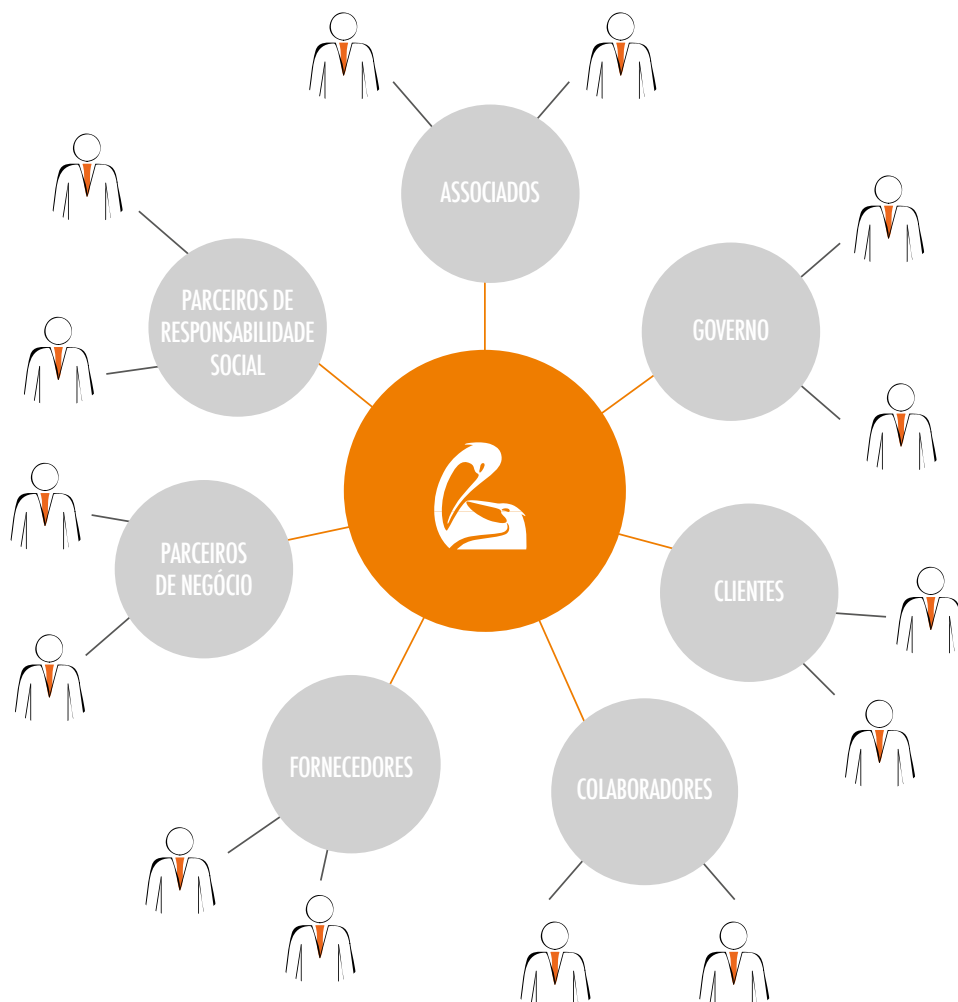 ASSOCIADOS
PARCEIROS DE
RESPONSABILIDADE
SOCIAL
GOVERNO
PARCEIROS
DE NEGÓCIO
CLIENTES
FORNECEDORES
COLABORADORES